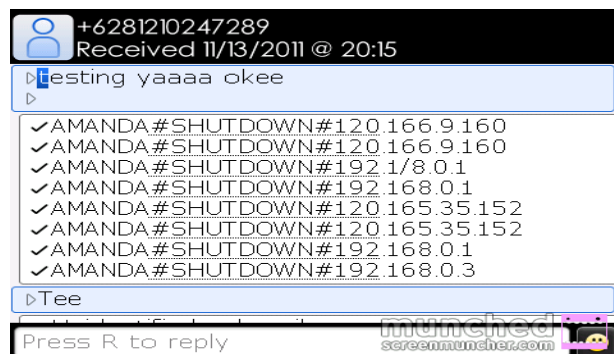 +6281210247289
Received 11/13/2011 @ 20:15
testing yaaaa okee
AMANDA#SHUTDOWN#120.166.9.160
AMANDA#SHUTDOWN#120.166.9.160
AMANDA#SHUTDOWN#192.1/8.0.1
AMANDA#SHUTDOWN#192.168.0.1
AMANDA#SHUTDOWN#120.165.35.152
AMANDA#SHUTDOWN#120.165.35.152
AMANDA#SHUTDOWN#192.168.0.1
AMANDA#SHUTDOWN#192.168.0.3
Tee
Press R to reply
munched
screenmuncher.com